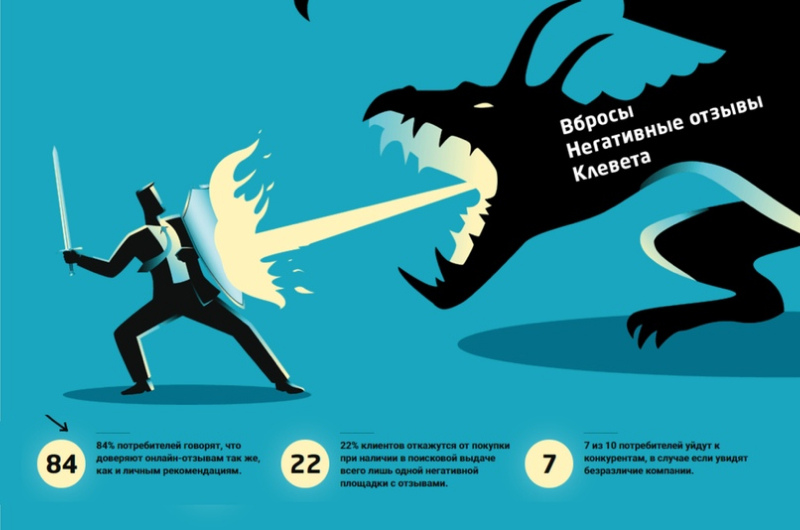 Вбросы
Негативные отзывы
Клевета
84
84% потребителей говорят, что
доверяют онлайн-отзывам так же,
как и личным рекомендациям.
22
22% клиентов откажутся от покупки
при наличии в поисковой выдаче
всего лишь одной негативной
площадки с отзывами.
7
7 из 10 потребителей уйдут к
конкурентам, в случае если увидят
безразличие компании.